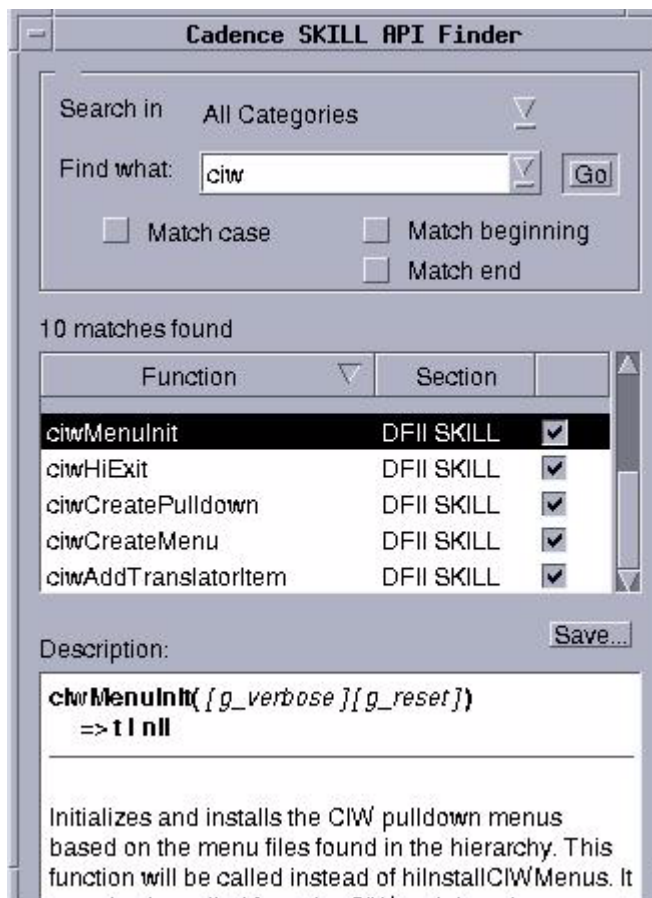 Cadence SKILL API Finder
Search in All Categories
Find what: ciw Go
Match case Match beginning
Match end
10 matches found
Function Section
ciwMenuInit DFII SKILL
ciwHiExit DFII SKILL
ciwCreatePulldown DFII SKILL
ciwCreateMenu DFII SKILL
ciwAddTranslatorItem DFII SKILL
Save...
Description:
ciwMenuInit( [ g_verbose ] [ g_reset ] )
=> t | nil
Initializes and installs the CIW pulldown menus
based on the menu files found in the hierarchy. This
function will be called instead of hiInstallCIWMenus. It